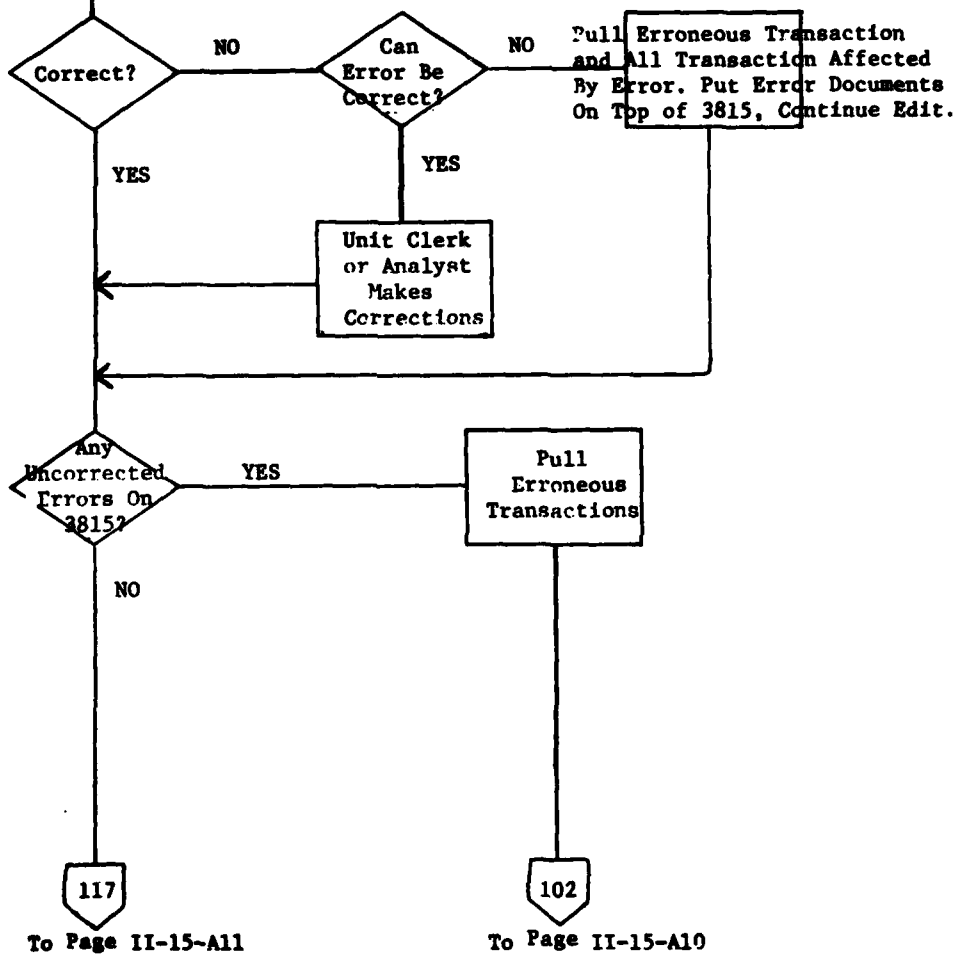 Correct?
NO
Can
Error Be
Correct?
NO
Pull Erroneous Transaction
and All Transaction Affected
By Error. Put Error Documents
On Top of 3815, Continue Edit.
YES
YES
Unit Clerk
or Analyst
Makes
Corrections
Any
Uncorrected
Errors On
3815?
YES
Pull
Erroneous
Transactions
NO
117
To Page II-15-A11
102
To Page II-15-A10